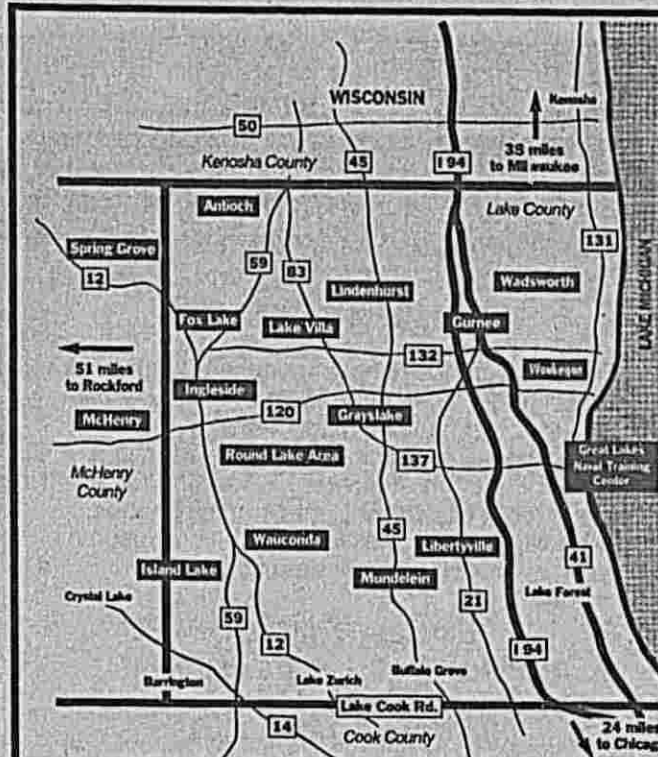 WISCONSIN
Kenosha
50
Kenosha County
45
I 94
38 miles
to Milwaukee
Antioch
Lake County
131
Spring Grove
12
59
83
Lindenhurst
Wadsworth
LAKE MICHIGAN
Fox Lake
Lake Villa
Gurnee
51 miles
to Rockford
132
Waukegan
Ingleside
McHenry
120
Grayslake
Round Lake Area
137
Great Lakes
Naval Training
Center
McHenry
County
45
Wauconda
Libertyville
Island Lake
Mundelein
41
Crystal Lake
59
21
Lake Forest
12
I 94
Barrington
Lake Zurich
Buffalo Grove
Lake Cook Rd.
14
Cook County
24 miles
to Chicag